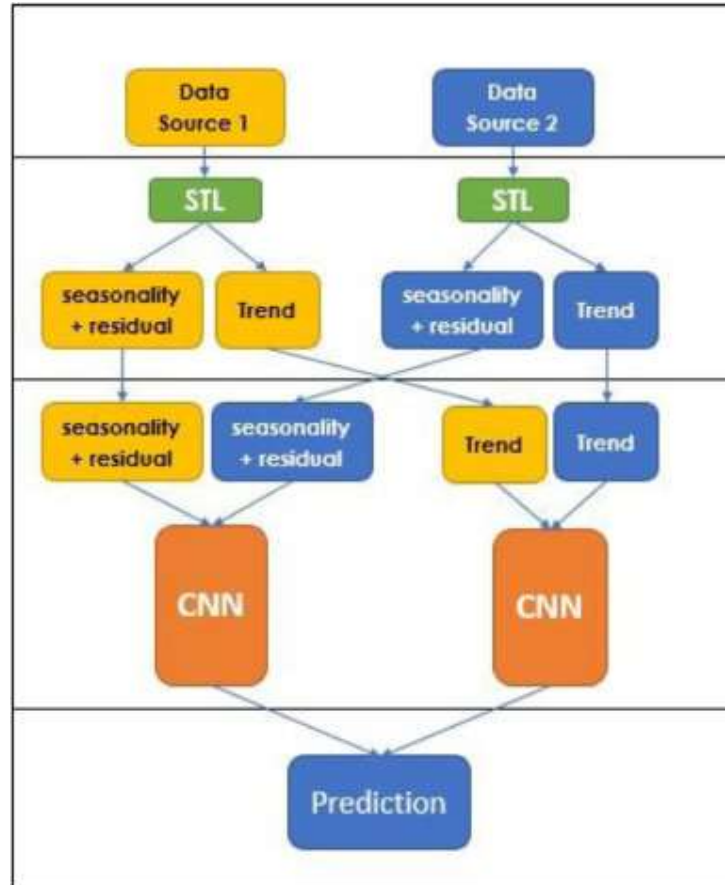 Data
Source 1
Data
Source 2
STL
STL
seasonality
+ residual
Trend
seasonality
+ residual
Trend
seasonality
+ residual
seasonality
+ residual
Trend
Trend
CNN
CNN
Prediction